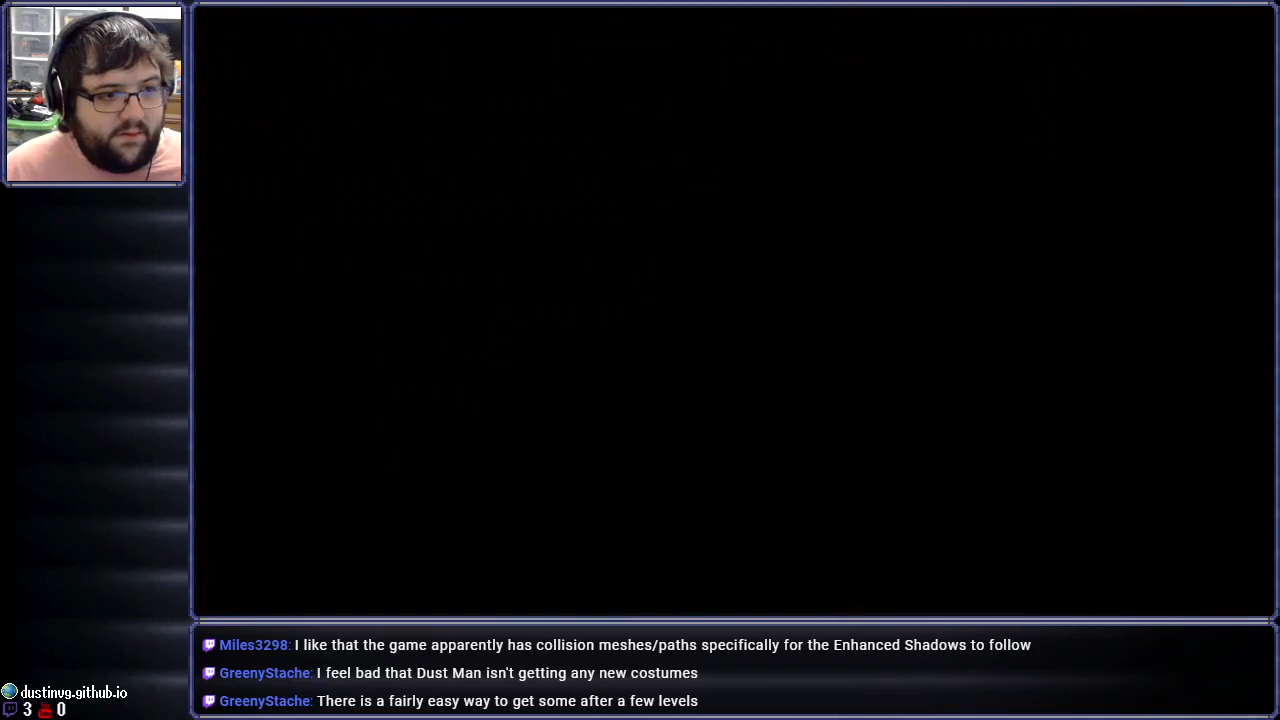 Miles3298: I like that the game apparently has collision meshes/paths specifically for the Enhanced Shadows to follow
GreenyStache: I feel bad that Dust Man isn't getting any new costumes
GreenyStache: There is a fairly easy way to get some after a few levels
dustinvg.github.io
3 0